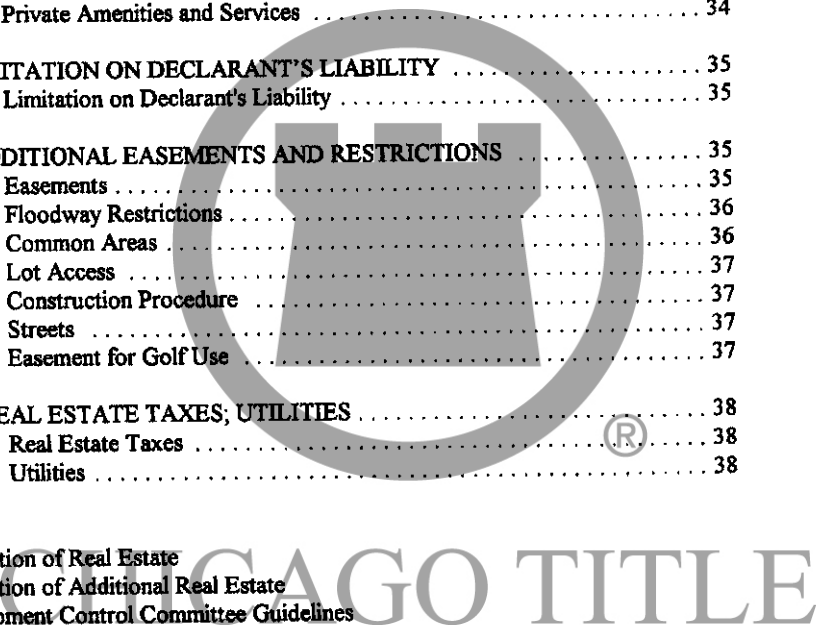 Private Amenities and Services .......... 34
ITATION ON DECLARANT'S LIABILITY .......... 35
Limitation on Declarant's Liability .......... 35
DITIONAL EASEMENTS AND RESTRICTIONS .......... 35
Easements .......... 35
Floodway Restrictions .......... 36
Common Areas .......... 36
Lot Access .......... 37
Construction Procedure .......... 37
Streets .......... 37
Easement for Golf Use .......... 37
EAL ESTATE TAXES; UTILITIES .......... 38
Real Estate Taxes .......... 38
®
Utilities .......... 38
tion of Real Estate
CHICAGO TITLE
tion of Additional Real Estate
pment Control Committee Guidelines